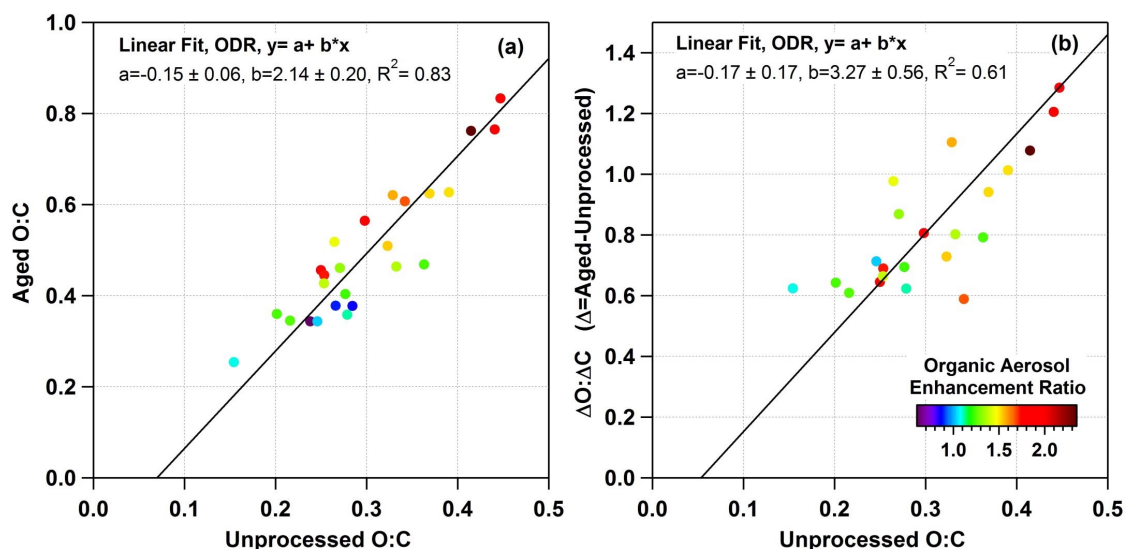 Linear Fit, ODR, y= a+ b*x
(a)
a=-0.15 ± 0.06, b=2.14 ± 0.20, R²= 0.83
Aged O:C
1.0
0.8
0.6
0.4
0.2
0.0
0.0 0.1 0.2 0.3 0.4 0.5
Unprocessed O:C
Linear Fit, ODR, y= a+ b*x
(b)
a=-0.17 ± 0.17, b=3.27 ± 0.56, R²= 0.61
ΔO:ΔC (Δ=Aged-Unprocessed)
1.4
1.2
1.0
0.8
0.6
0.4
0.2
0.0
Organic Aerosol
Enhancement Ratio
1.0 1.5 2.0
0.0 0.1 0.2 0.3 0.4 0.5
Unprocessed O:C